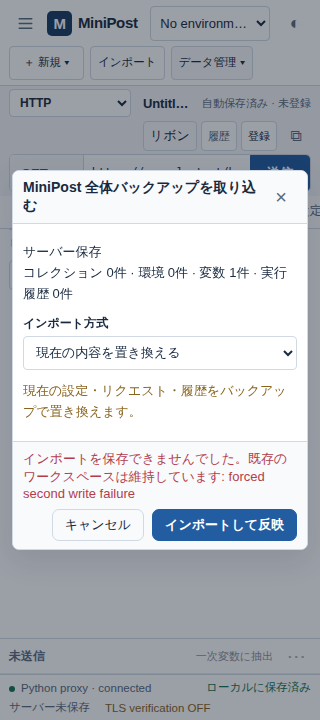 M MiniPost No environm…
＋ 新規 ▾ インポート データ管理 ▾
HTTP Untitl… 自動保存済み · 未登録
リボン 履歴 登録
MiniPost 全体バックアップを取り込
む ×
サーバー保存
コレクション 0件 · 環境 0件 · 変数 1件 · 実行
履歴 0件
インポート方式
現在の内容を置き換える
現在の設定・リクエスト・履歴をバックアッ
プで置き換えます。
インポートを保存できませんでした。既存の
ワークスペースは維持しています: forced
second write failure
キャンセル インポートして反映
未送信 一次変数に抽出 ···
Python proxy · connected ローカルに保存済み
サーバー未保存 TLS verification OFF